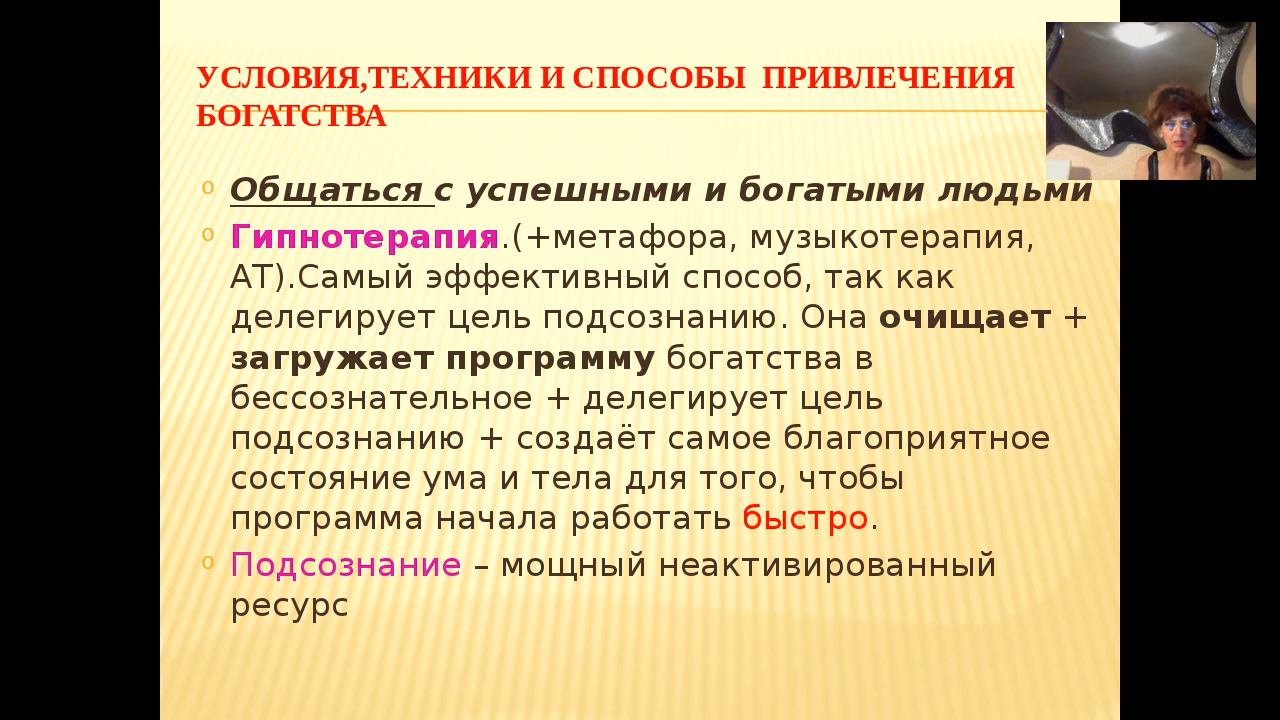 УСЛОВИЯ,ТЕХНИКИ И СПОСОБЫ ПРИВЛЕЧЕНИЯ
БОГАТСТВА
o Общаться с успешными и богатыми людьми
o Гипнотерапия.(+метафора, музыкотерапия,
АТ).Самый эффективный способ, так как
делегирует цель подсознанию. Она очищает +
загружает программу богатства в
бессознательное + делегирует цель
подсознанию + создаёт самое благоприятное
состояние ума и тела для того, чтобы
программа начала работать быстро.
o Подсознание – мощный неактивированный
ресурс